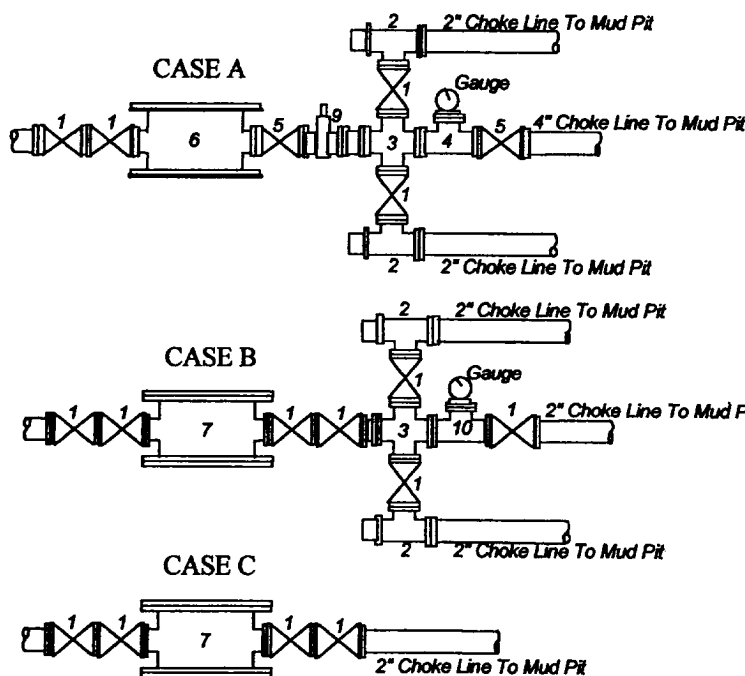 2 2" Choke Line To Mud Pit
CASE A
Gauge
1
1 1 6 5 9 3 4 5 4" Choke Line To Mud Pit
1
2 2" Choke Line To Mud Pit
2 2" Choke Line To Mud Pit
CASE B
Gauge
1
1 1 7 1 1 3 10 1 2" Choke Line To Mud P
1
2 2" Choke Line To Mud Pit
CASE C
1 1 7 1 1
2" Choke Line To Mud Pit